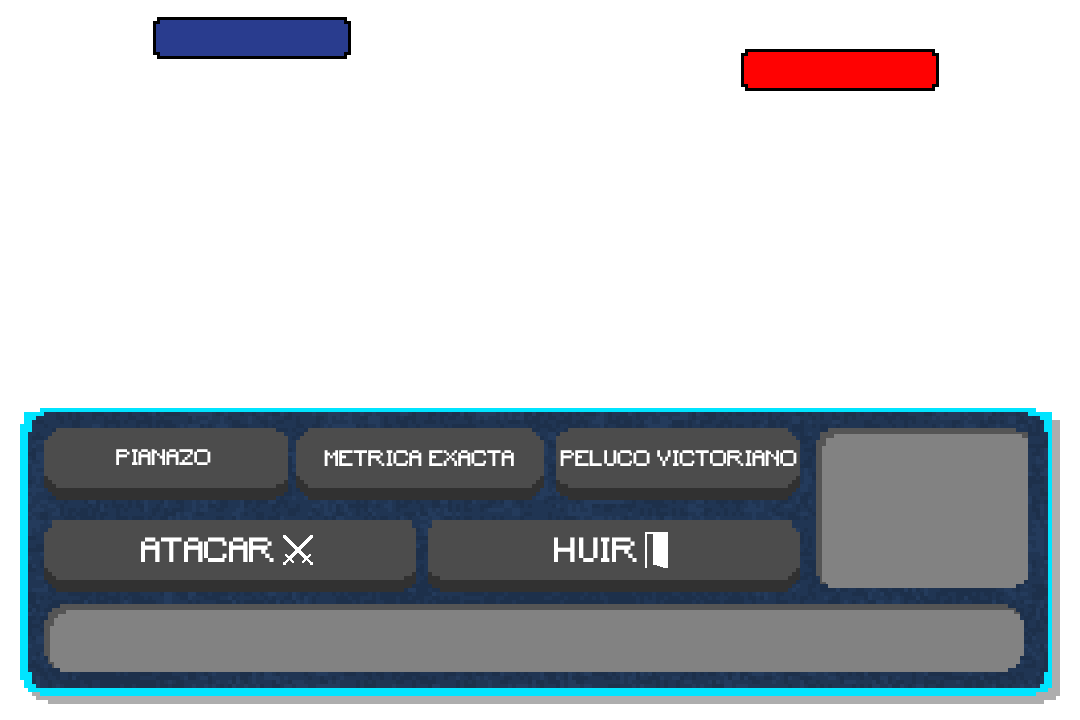 PIANAZO
METRICA EXACTA
PELUCO VICTORIANO
ATACAR
HUIR